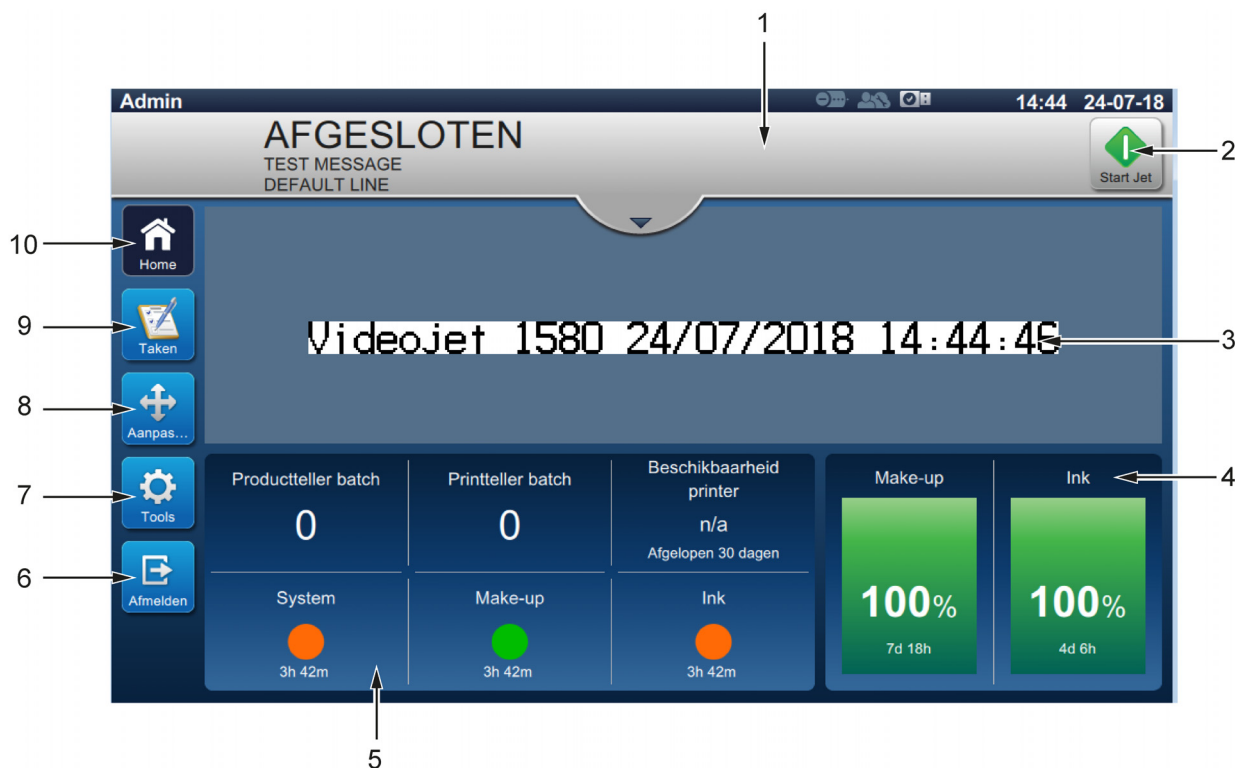 1
Admin
14:44 24-07-18
AFGESLOTEN
TEST MESSAGE
DEFAULT LINE
Start Jet
2
10
Home
9
Taken
Videojet 1580 24/07/2018 14:44:46
3
8
Aanpas...
Productteller batch
0
Printteller batch
0
Beschikbaarheid
printer
n/a
Afgelopen 30 dagen
Make-up
100%
7d 18h
Ink
100%
4d 6h
4
7
Tools
6
Afmelden
System
3h 42m
Make-up
3h 42m
Ink
3h 42m
5